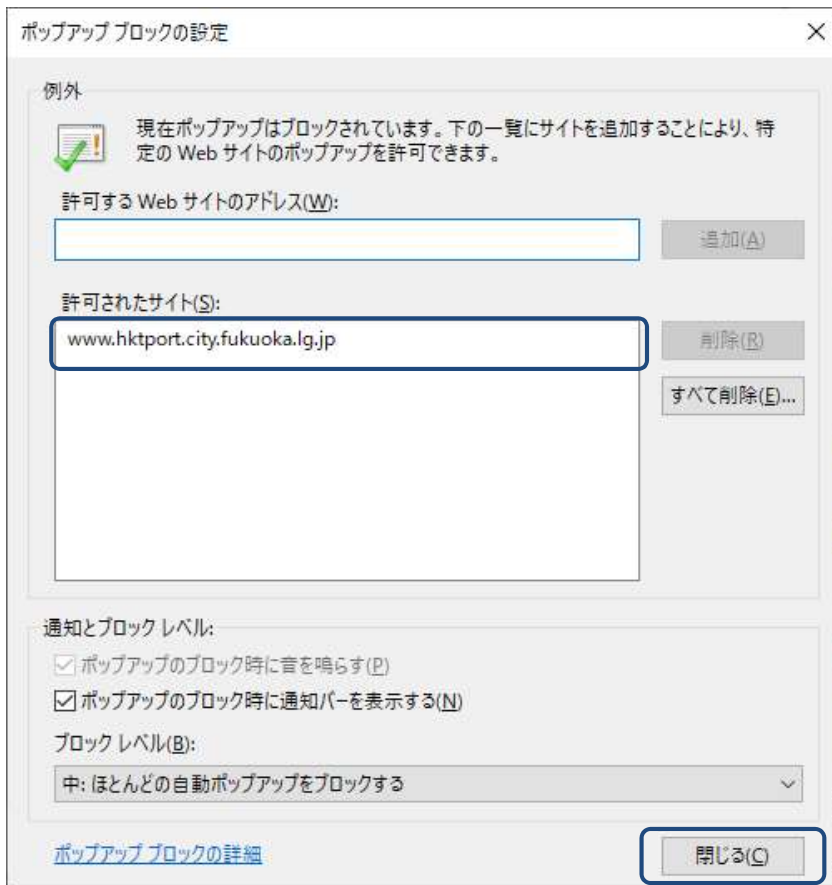 ポップアップ ブロックの設定
例外
現在ポップアップはブロックされています。下の一覧にサイトを追加することにより、特
定の Web サイトのポップアップを許可できます。
許可する Web サイトのアドレス(W):
追加(A)
許可されたサイト(S):
www.hktport.city.fukuoka.lg.jp
削除(R)
すべて削除(E)...
通知とブロック レベル:
ポップアップのブロック時に音を鳴らす(P)
ポップアップのブロック時に通知バーを表示する(N)
ブロック レベル(B):
中: ほとんどの自動ポップアップをブロックする
ポップアップ ブロックの詳細
閉じる(C)